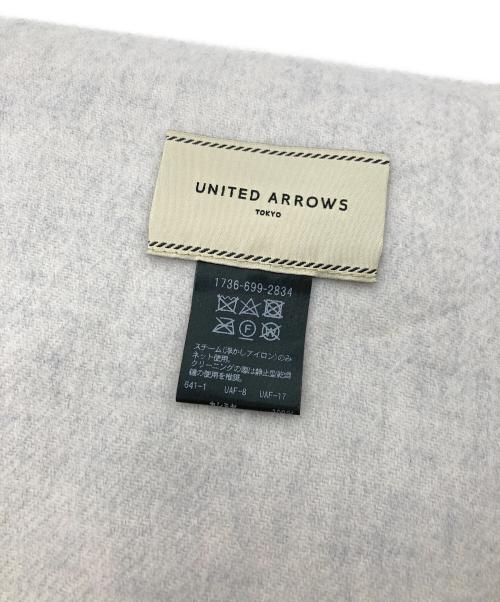 UNITED ARROWS
TOKYO
1736-699-2834
F W
スチーム(浮かしアイロン)のみ
ネット使用。
クリーニングの際は静止型乾燥
機の使用を推奨。
641-1 UAF-8 UAF-17